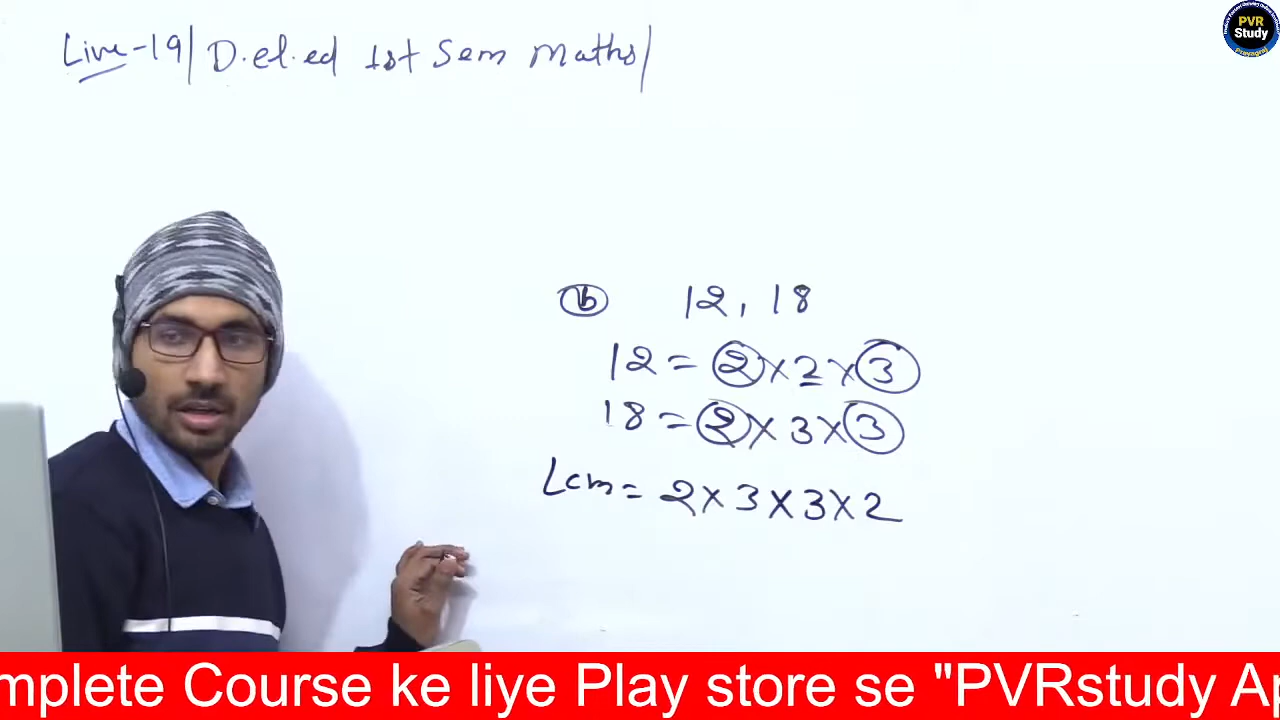 Live-19/ D.el.ed 1st Sem Maths/
PVR
Study
Prayagraj
b 12, 18
12 = 2×2×3
18 = 2×3×3
Lcm = 2×3×3×2
mplete Course ke liye Play store se "PVRstudy Ap